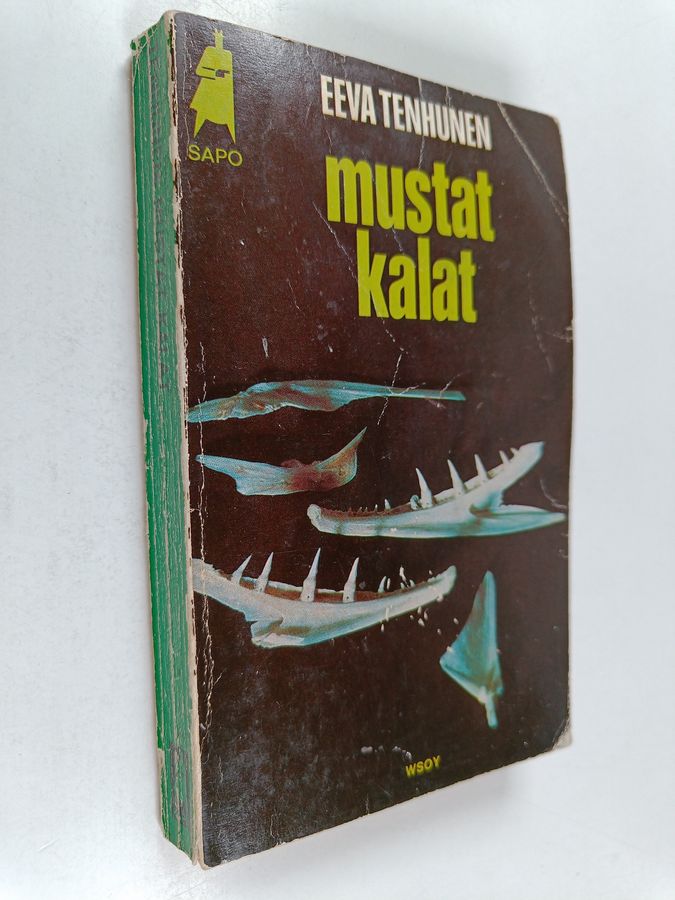 SAPO
EEVA TENHUNEN
mustat
kalat
WSOY